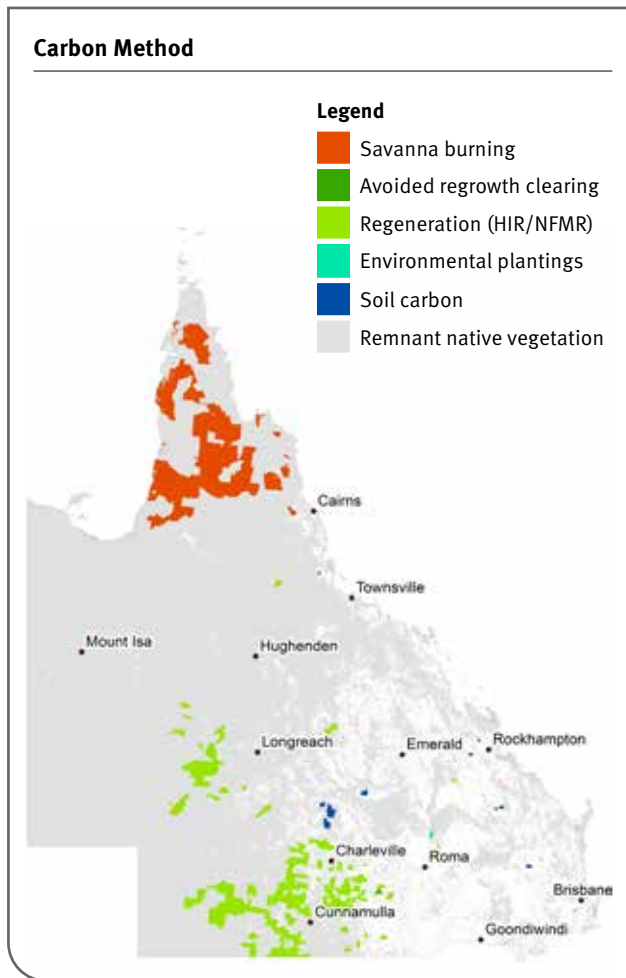 Carbon Method
Legend
Savanna burning
Avoided regrowth clearing
Regeneration (HIR/NFMR)
Environmental plantings
Soil carbon
Remnant native vegetation
Cairns
Townsville
Mount Isa
Hughenden
Longreach
Emerald
Rockhampton
Charleville
Roma
Brisbane
Cunnamulla
Goondiwindi